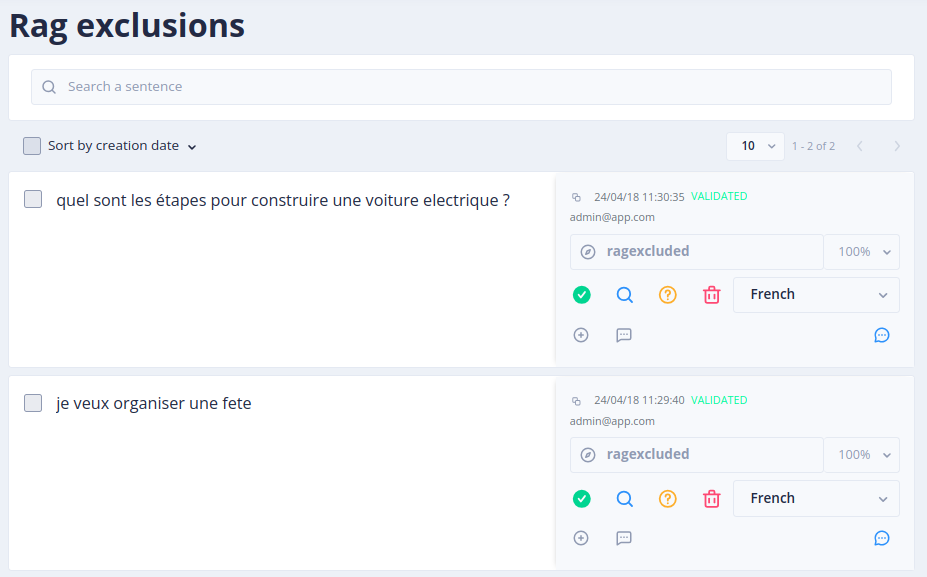 Rag exclusions
Search a sentence
Sort by creation date
10
1 - 2 of 2
quel sont les étapes pour construire une voiture electrique ?
24/04/18 11:30:35 VALIDATED
admin@app.com
ragexcluded
100%
French
je veux organiser une fete
24/04/18 11:29:40 VALIDATED
admin@app.com
ragexcluded
100%
French